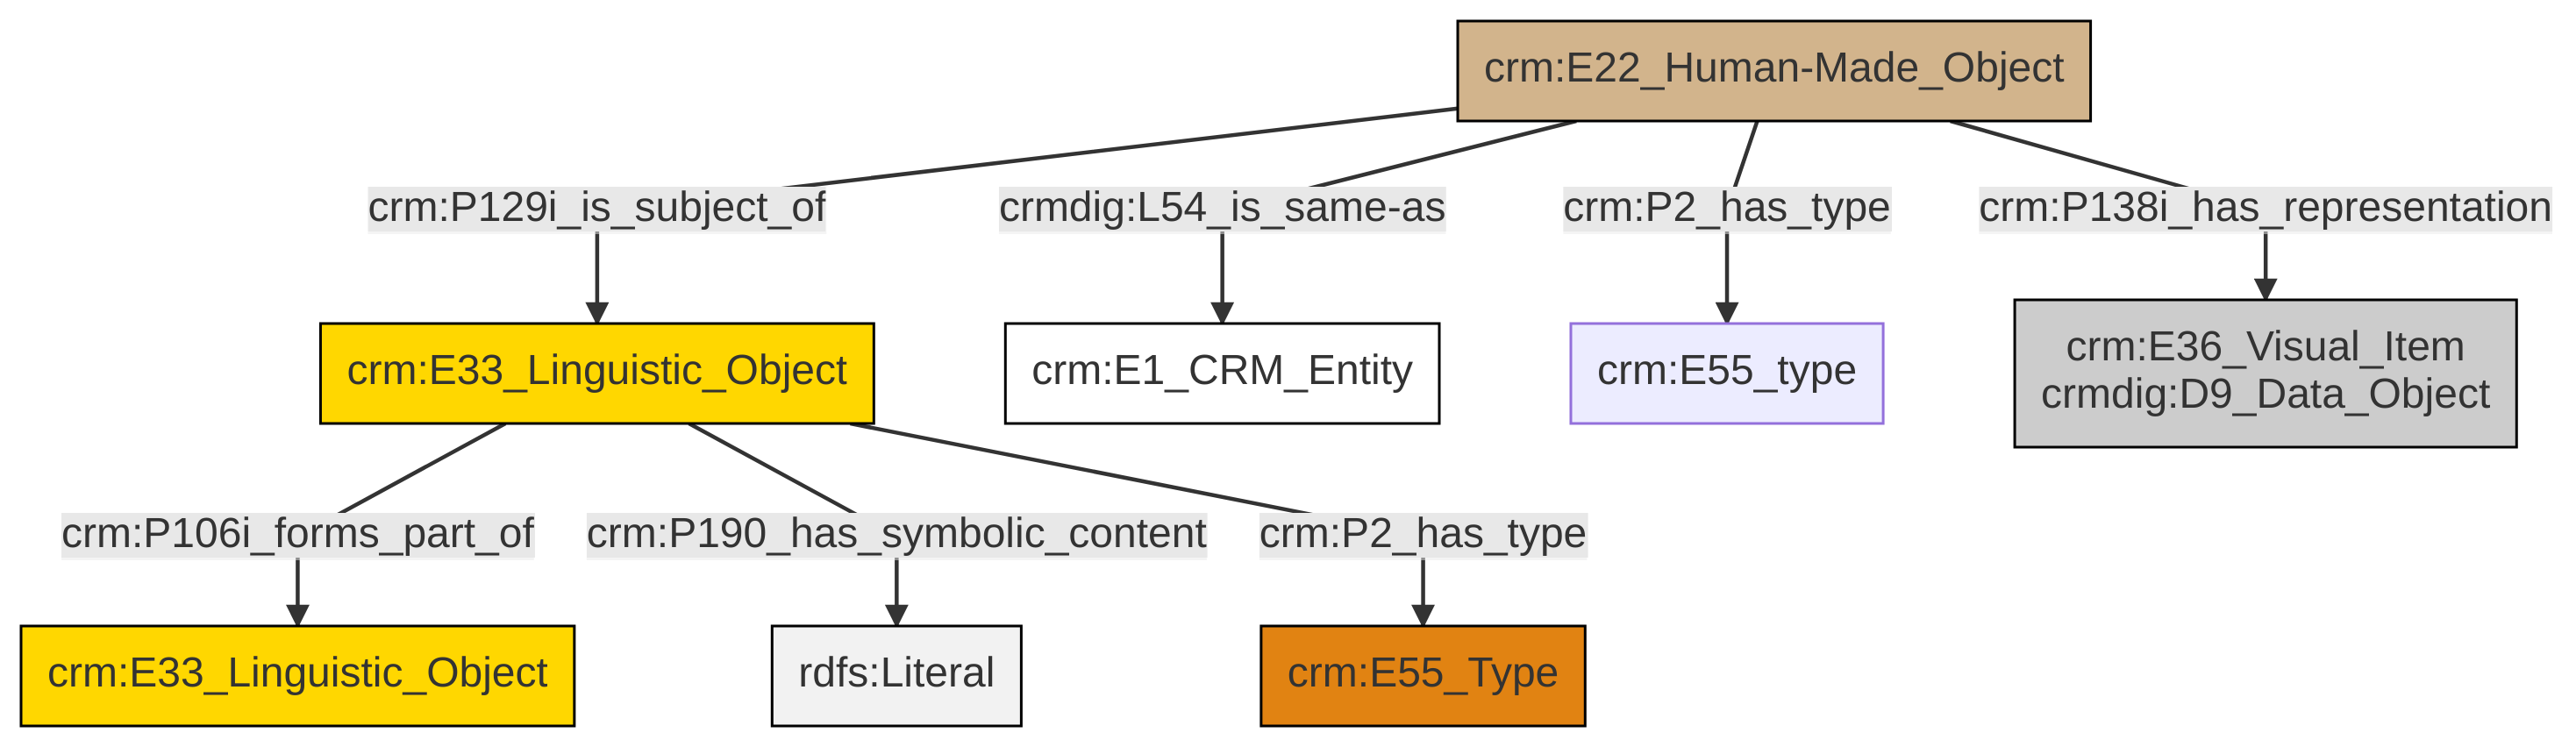 crm:E22_Human-Made_Object
crm:P129i_is_subject_of
crmdig:L54_is_same-as
crm:P2_has_type
crm:P138i_has_representation
crm:E33_Linguistic_Object
crm:E1_CRM_Entity
crm:E55_type
crm:E36_Visual_Item
crmdig:D9_Data_Object
crm:P106i_forms_part_of
crm:P190_has_symbolic_content
crm:P2_has_type
crm:E33_Linguistic_Object
rdfs:Literal
crm:E55_Type